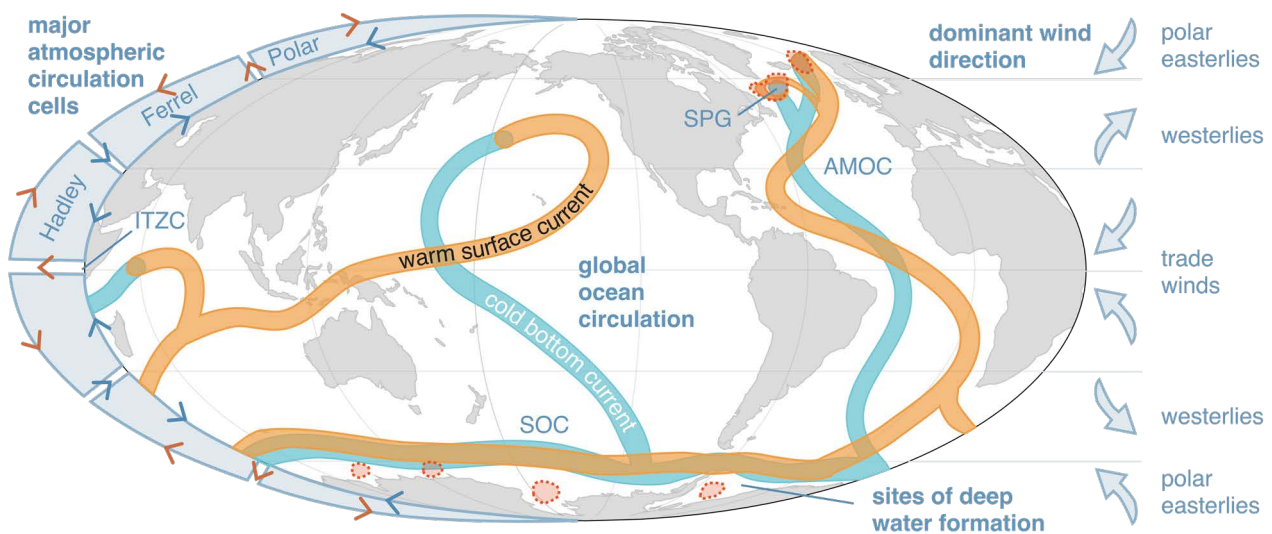 major
atmospheric
circulation
cells
Polar
Ferrel
Hadley
ITZC
warm surface current
cold bottom current
global
ocean
circulation
SOC
SPG
AMOC
sites of deep
water formation
dominant wind
direction
polar
easterlies
westerlies
trade
winds
westerlies
polar
easterlies